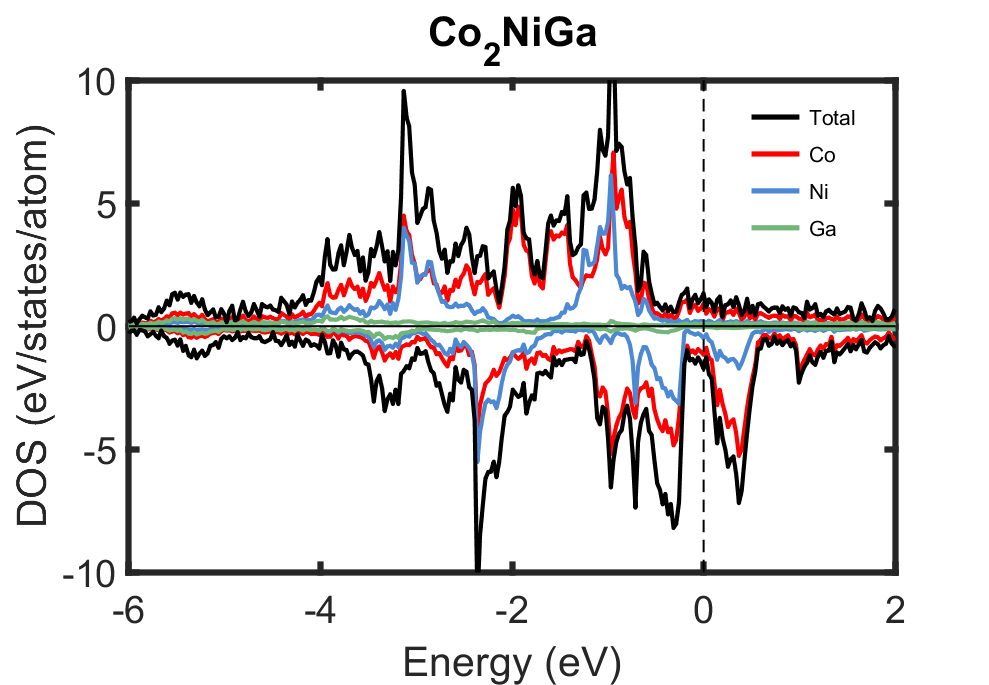 Co2NiGa
DOS (eV/states/atom)
10
5
0
-5
-10
Total
Co
Ni
Ga
-6
-4
-2
0
2
Energy (eV)